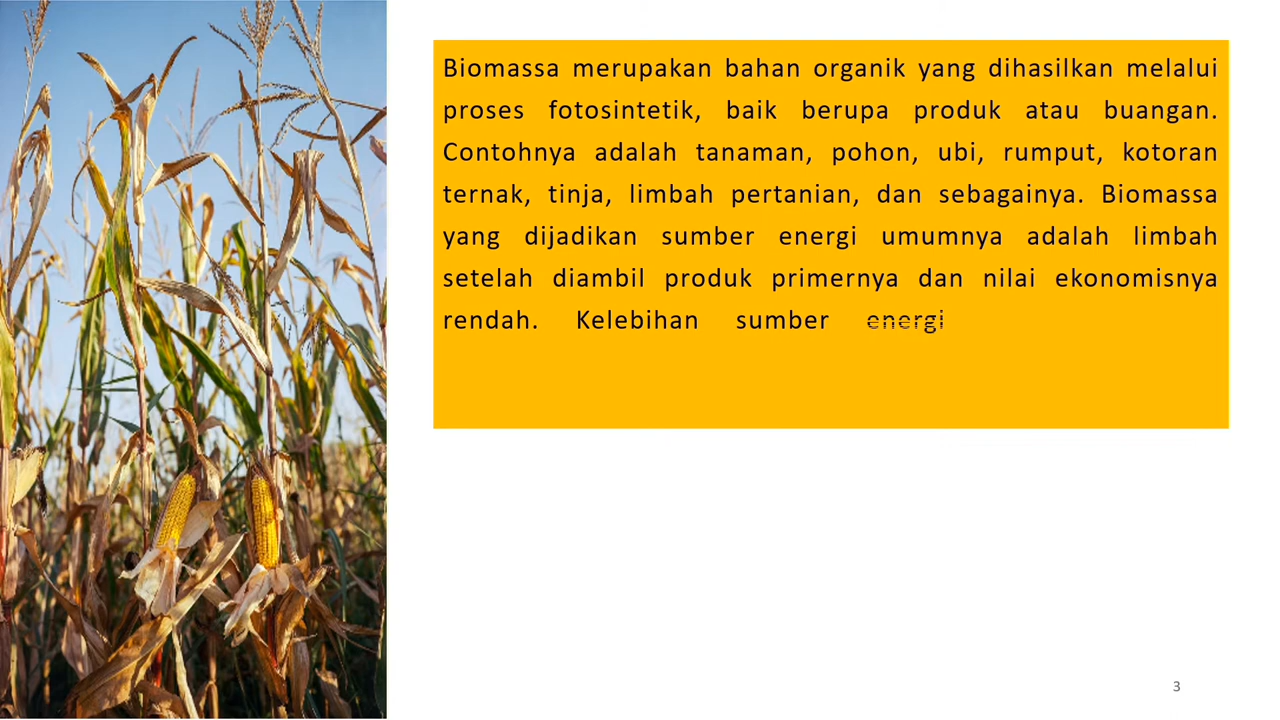 Biomassa merupakan bahan organik yang dihasilkan melalui
proses fotosintetik, baik berupa produk atau buangan.
Contohnya adalah tanaman, pohon, ubi, rumput, kotoran
ternak, tinja, limbah pertanian, dan sebagainya. Biomassa
yang dijadikan sumber energi umumnya adalah limbah
setelah diambil produk primernya dan nilai ekonomisnya
rendah. Kelebihan sumber energi
3